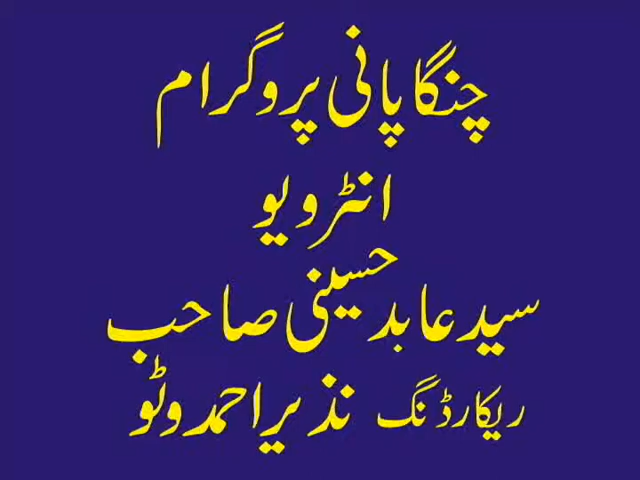 چنگا پانی پروگرام
انٹرویو
سید عابد حسینی صاحب
ریکارڈنگ نذیر احمد وٹو